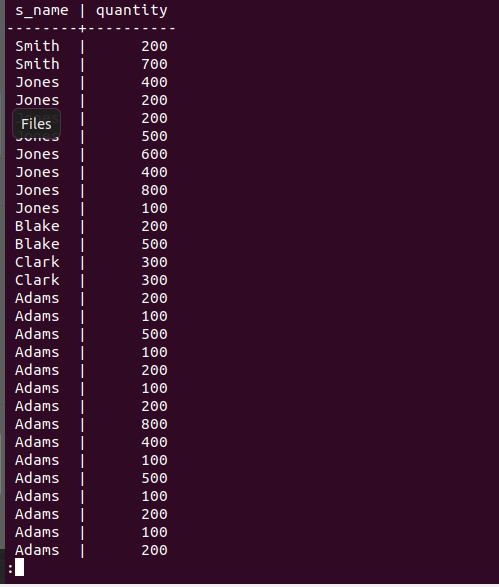 s_name | quantity
--------+----------
Smith | 200
Smith | 700
Jones | 400
Jones | 200
| 200
Files
Jones | 500
Jones | 600
Jones | 400
Jones | 800
Jones | 100
Blake | 200
Blake | 500
Clark | 300
Clark | 300
Adams | 200
Adams | 100
Adams | 500
Adams | 100
Adams | 200
Adams | 100
Adams | 200
Adams | 800
Adams | 400
Adams | 100
Adams | 500
Adams | 100
Adams | 200
Adams | 100
Adams | 200
: